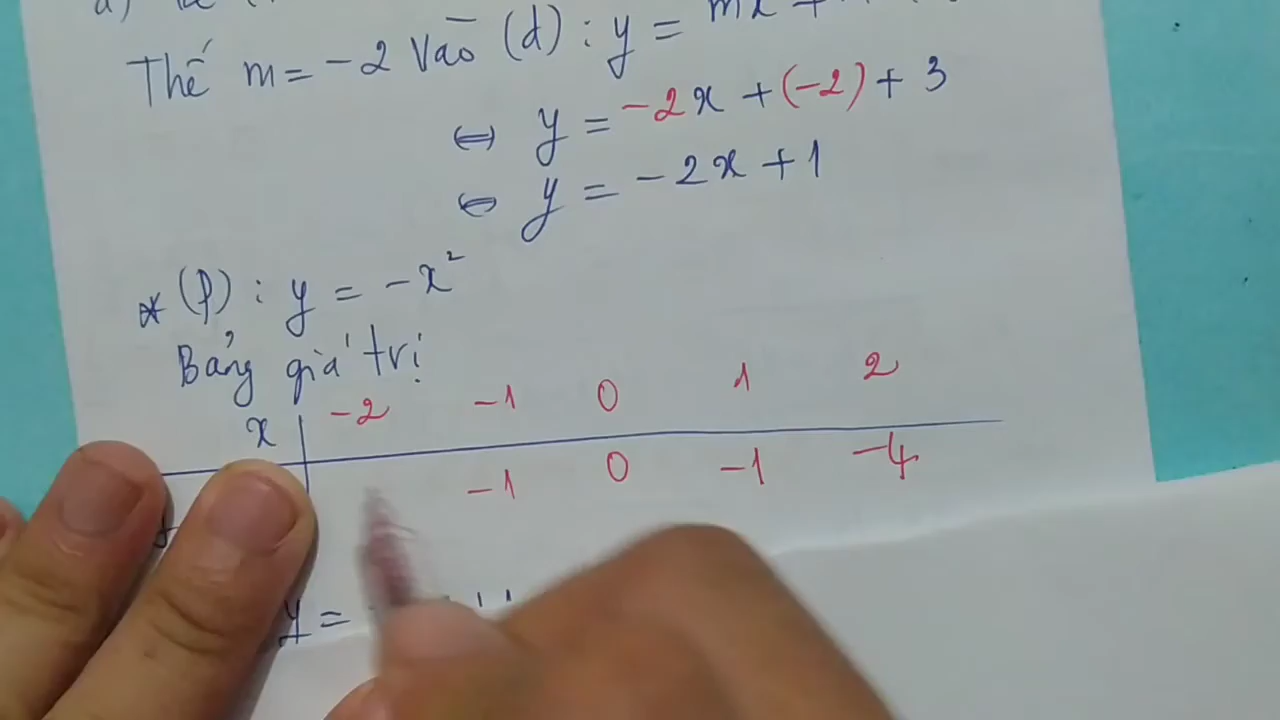 a)
Thế m = -2 vào (d) : y = mx +
⇔ y = -2x + (-2) + 3
⇔ y = -2x + 1
* (P) : y = -x²
Bảng giá trị
x | -2 -1 0 1 2
-1 0 -1 -4
y =